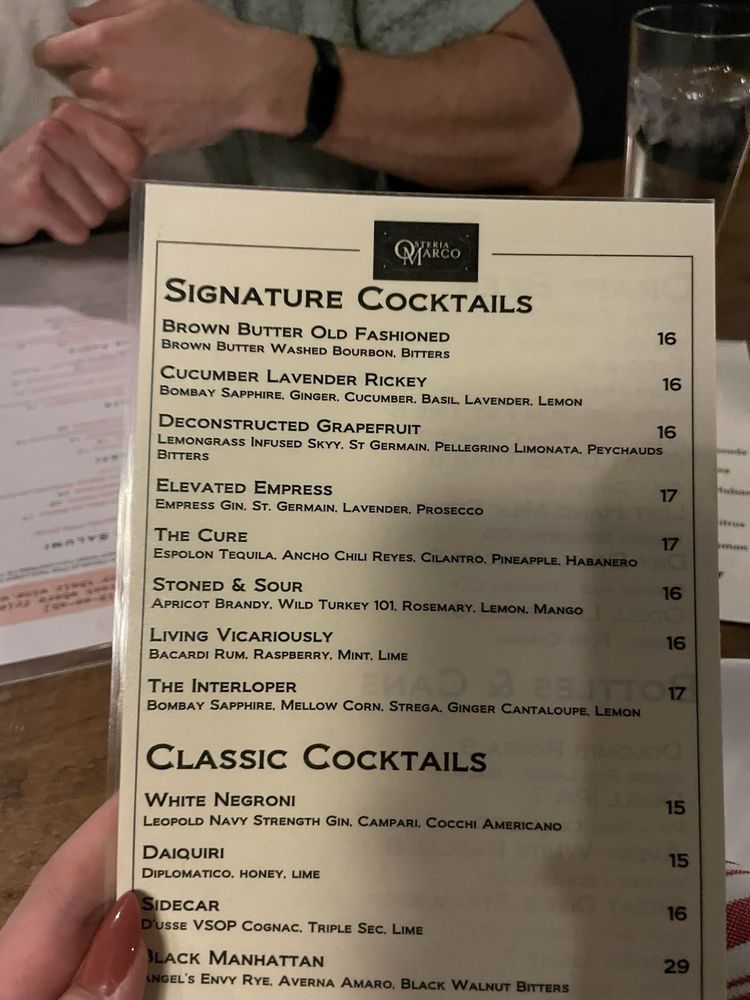 Osteria
Marco
Signature Cocktails
Brown Butter Old Fashioned 16
Brown Butter Washed Bourbon, Bitters
Cucumber Lavender Rickey 16
Bombay Sapphire, Ginger, Cucumber, Basil, Lavender, Lemon
Deconstructed Grapefruit 16
Lemongrass Infused Skyy, St Germain, Pellegrino Limonata, Peychauds
Bitters
Elevated Empress 17
Empress Gin, St. Germain, Lavender, Prosecco
The Cure 17
Espolon Tequila, Ancho Chili Reyes, Cilantro, Pineapple, Habanero
Stoned & Sour 16
Apricot Brandy, Wild Turkey 101, Rosemary, Lemon, Mango
Living Vicariously 16
Bacardi Rum, Raspberry, Mint, Lime
The Interloper 17
Bombay Sapphire, Mellow Corn, Strega, Ginger Cantaloupe, Lemon
Classic Cocktails
White Negroni 15
Leopold Navy Strength Gin, Campari, Cocchi Americano
Daiquiri 15
Diplomatico, honey, lime
Sidecar 16
D'usse VSOP Cognac, Triple Sec, Lime
Black Manhattan 29
Angel's Envy Rye, Averna Amaro, Black Walnut Bitters
Salumi